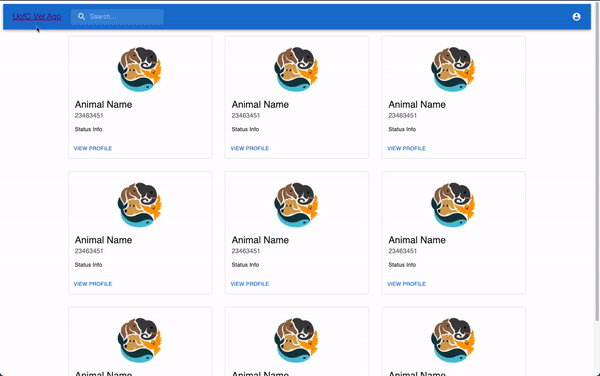 UofC Vet App
Search...
Animal Name
23463451
Status Info
VIEW PROFILE
Animal Name
23463451
Status Info
VIEW PROFILE
Animal Name
23463451
Status Info
VIEW PROFILE
Animal Name
23463451
Status Info
VIEW PROFILE
Animal Name
23463451
Status Info
VIEW PROFILE
Animal Name
23463451
Status Info
VIEW PROFILE
Animal Name
Animal Name
Animal Name